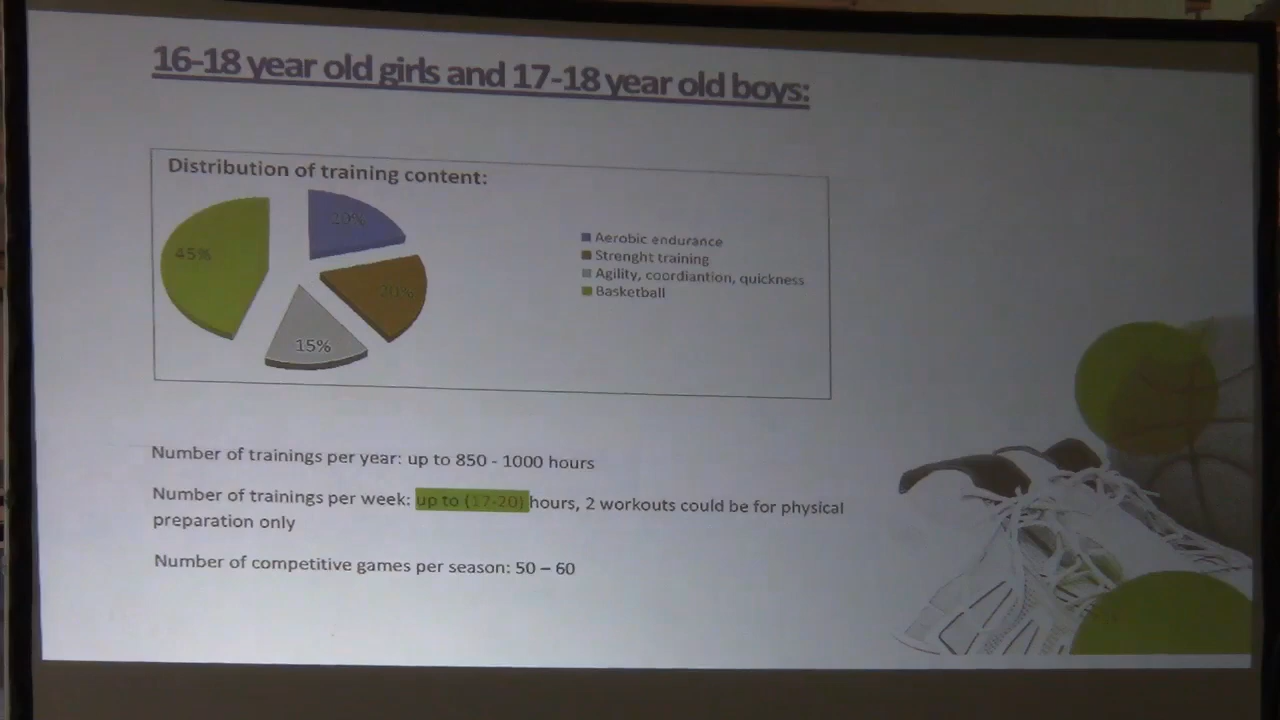 16-18 year old girls and 17-18 year old boys:
Distribution of training content:
20%
45%
20%
15%
Aerobic endurance
Strenght training
Agility, coordiantion, quickness
Basketball
Number of trainings per year: up to 850 - 1000 hours
Number of trainings per week: up to (17-20) hours, 2 workouts could be for physical
preparation only
Number of competitive games per season: 50 – 60